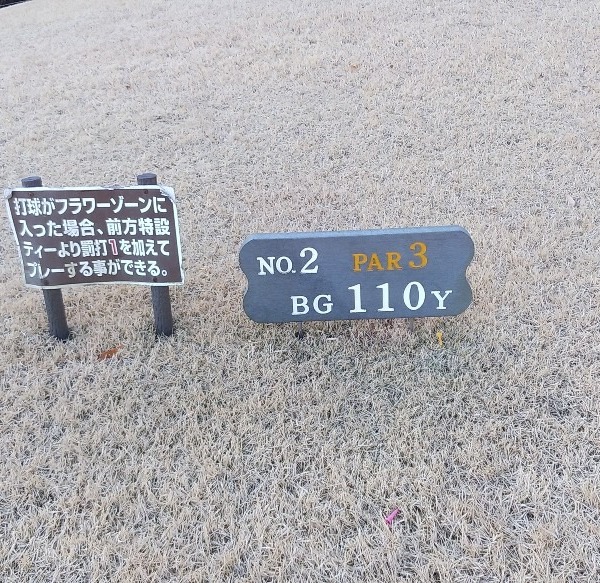 打球がフラワーゾーンに
入った場合、前方特設
ティーより罰打1を加えて
プレーする事ができる。
NO.2 PAR 3
BG 110Y